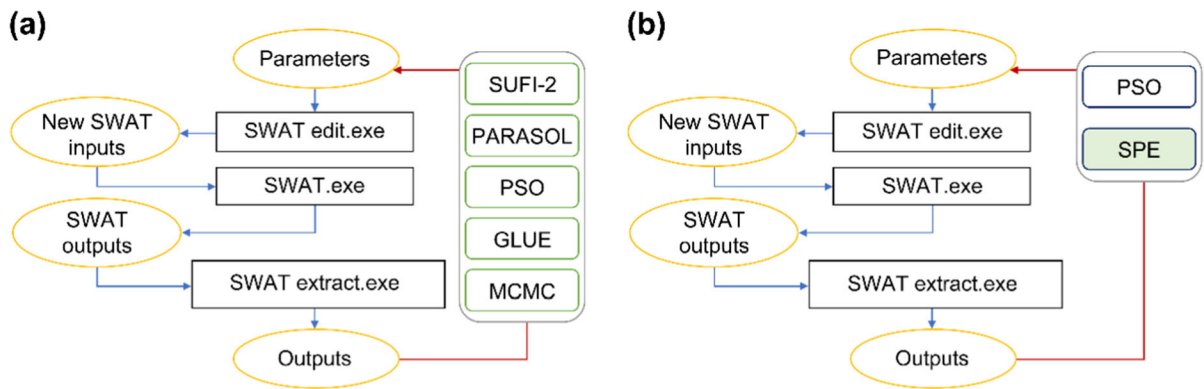 (a)
Parameters
SUFI-2
New SWAT
inputs
SWAT edit.exe
PARASOL
SWAT.exe
PSO
SWAT
outputs
GLUE
SWAT extract.exe
MCMC
Outputs
(b)
Parameters
PSO
New SWAT
inputs
SWAT edit.exe
SPE
SWAT.exe
SWAT
outputs
SWAT extract.exe
Outputs